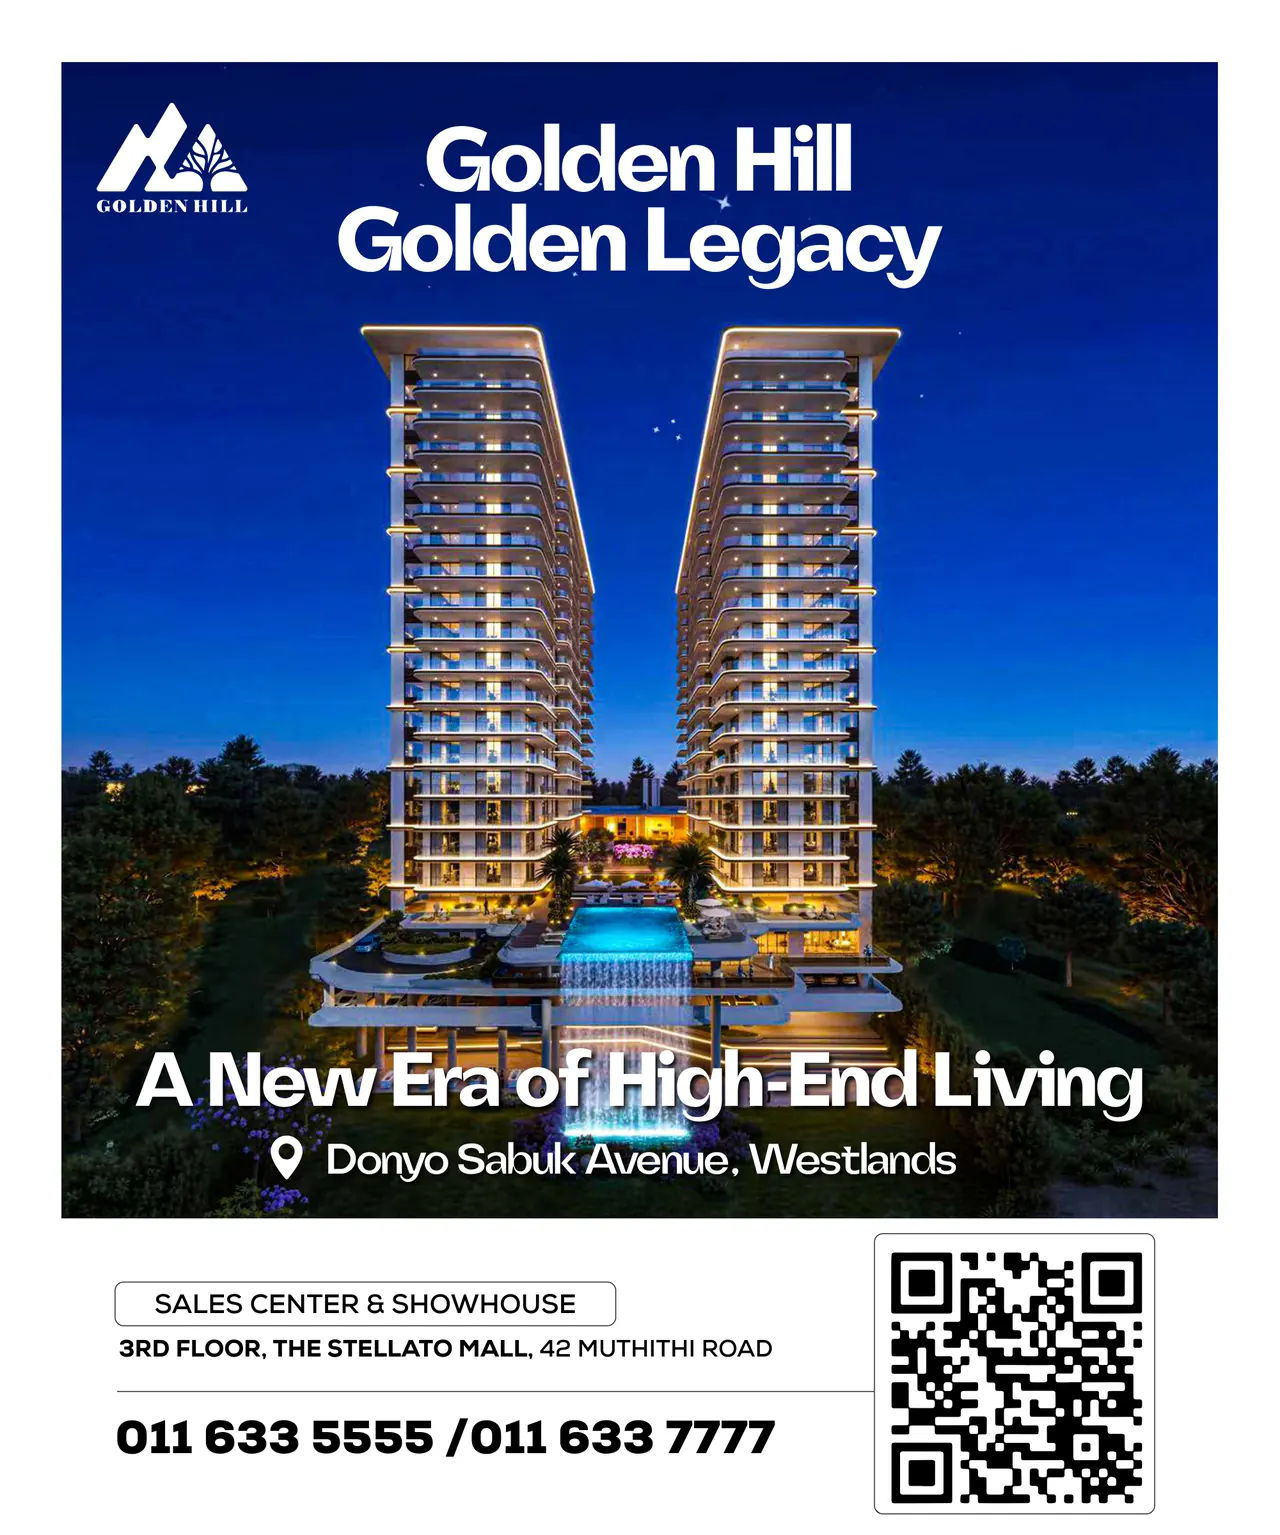 GOLDEN HILL
Golden Hill
Golden Legacy
A New Era of High-End Living
Donyo Sabuk Avenue, Westlands
SALES CENTER & SHOWHOUSE
3RD FLOOR, THE STELLATO MALL, 42 MUTHITHI ROAD
011 633 5555 /011 633 7777